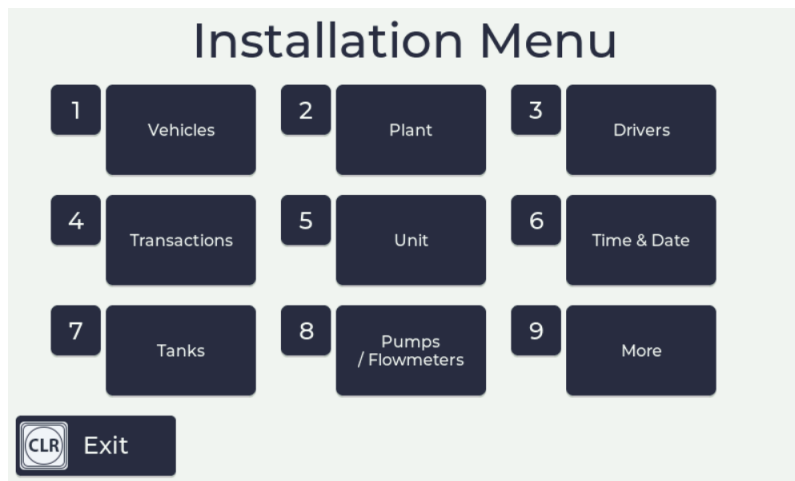 Installation Menu
1 Vehicles
2 Plant
3 Drivers
4 Transactions
5 Unit
6 Time & Date
7 Tanks
8 Pumps
/ Flowmeters
9 More
CLR Exit